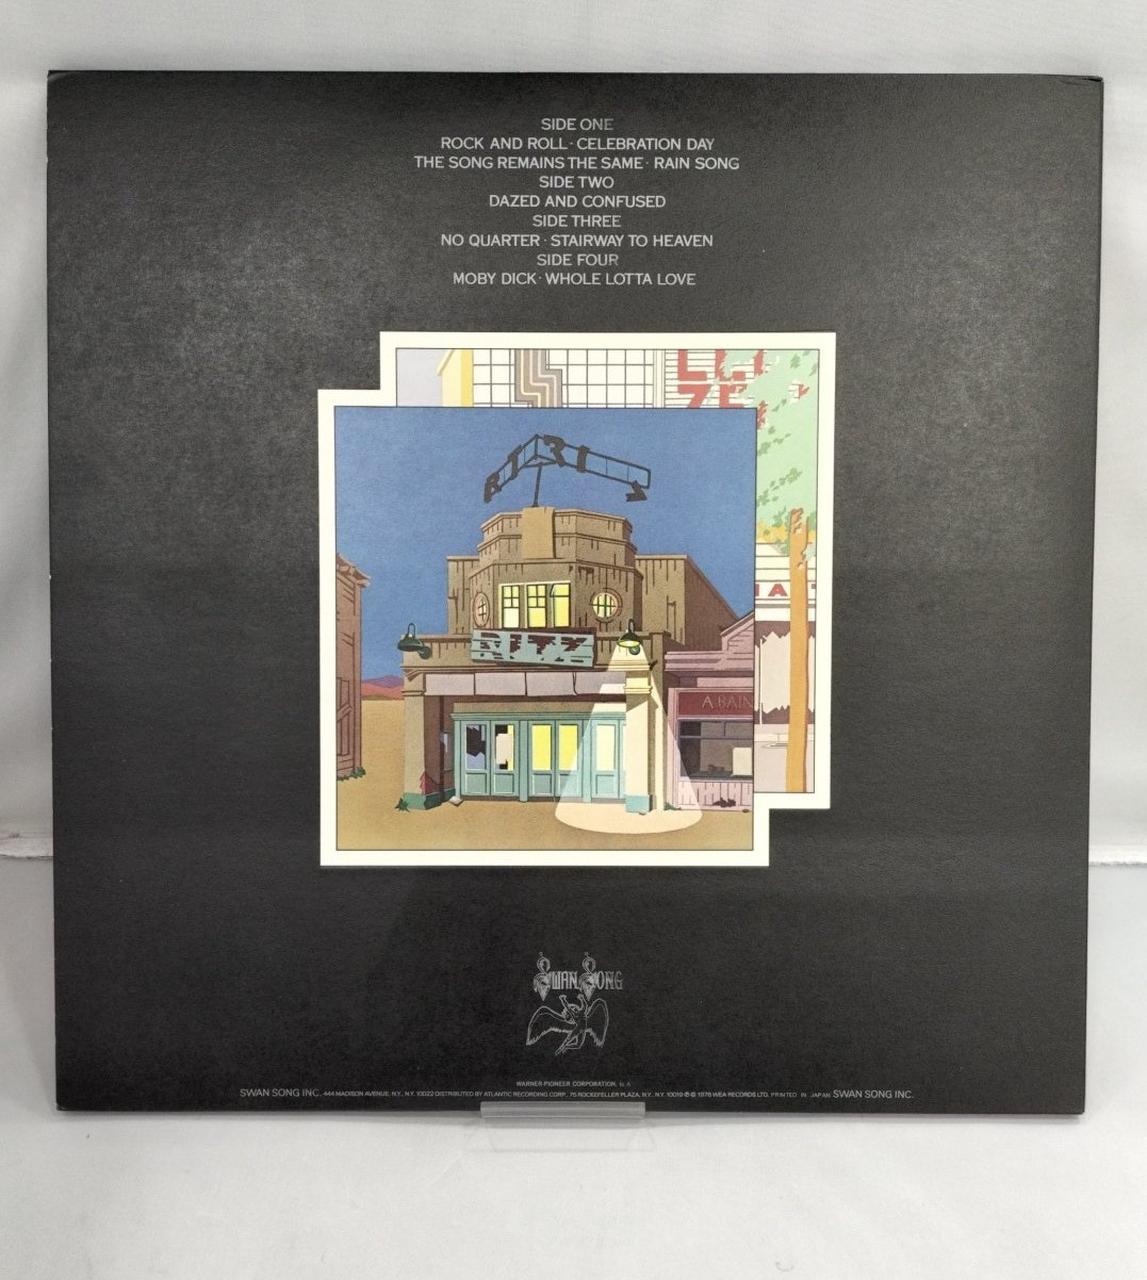 SIDE ONE
ROCK AND ROLL · CELEBRATION DAY
THE SONG REMAINS THE SAME · RAIN SONG
SIDE TWO
DAZED AND CONFUSED
SIDE THREE
NO QUARTER · STAIRWAY TO HEAVEN
SIDE FOUR
MOBY DICK · WHOLE LOTTA LOVE
RITZ
A. BAIN
SWAN SONG
WARNER-PIONEER CORPORATION,
SWAN SONG INC. 444 MADISON AVENUE, N.Y., N.Y. 10022 DISTRIBUTED BY ATLANTIC RECORDING CORP., 75 ROCKEFELLER PLAZA, N.Y., N.Y. 10019 ℗ © 1976 WEA RECORDS LTD. PRINTED IN JAPAN SWAN SONG INC.